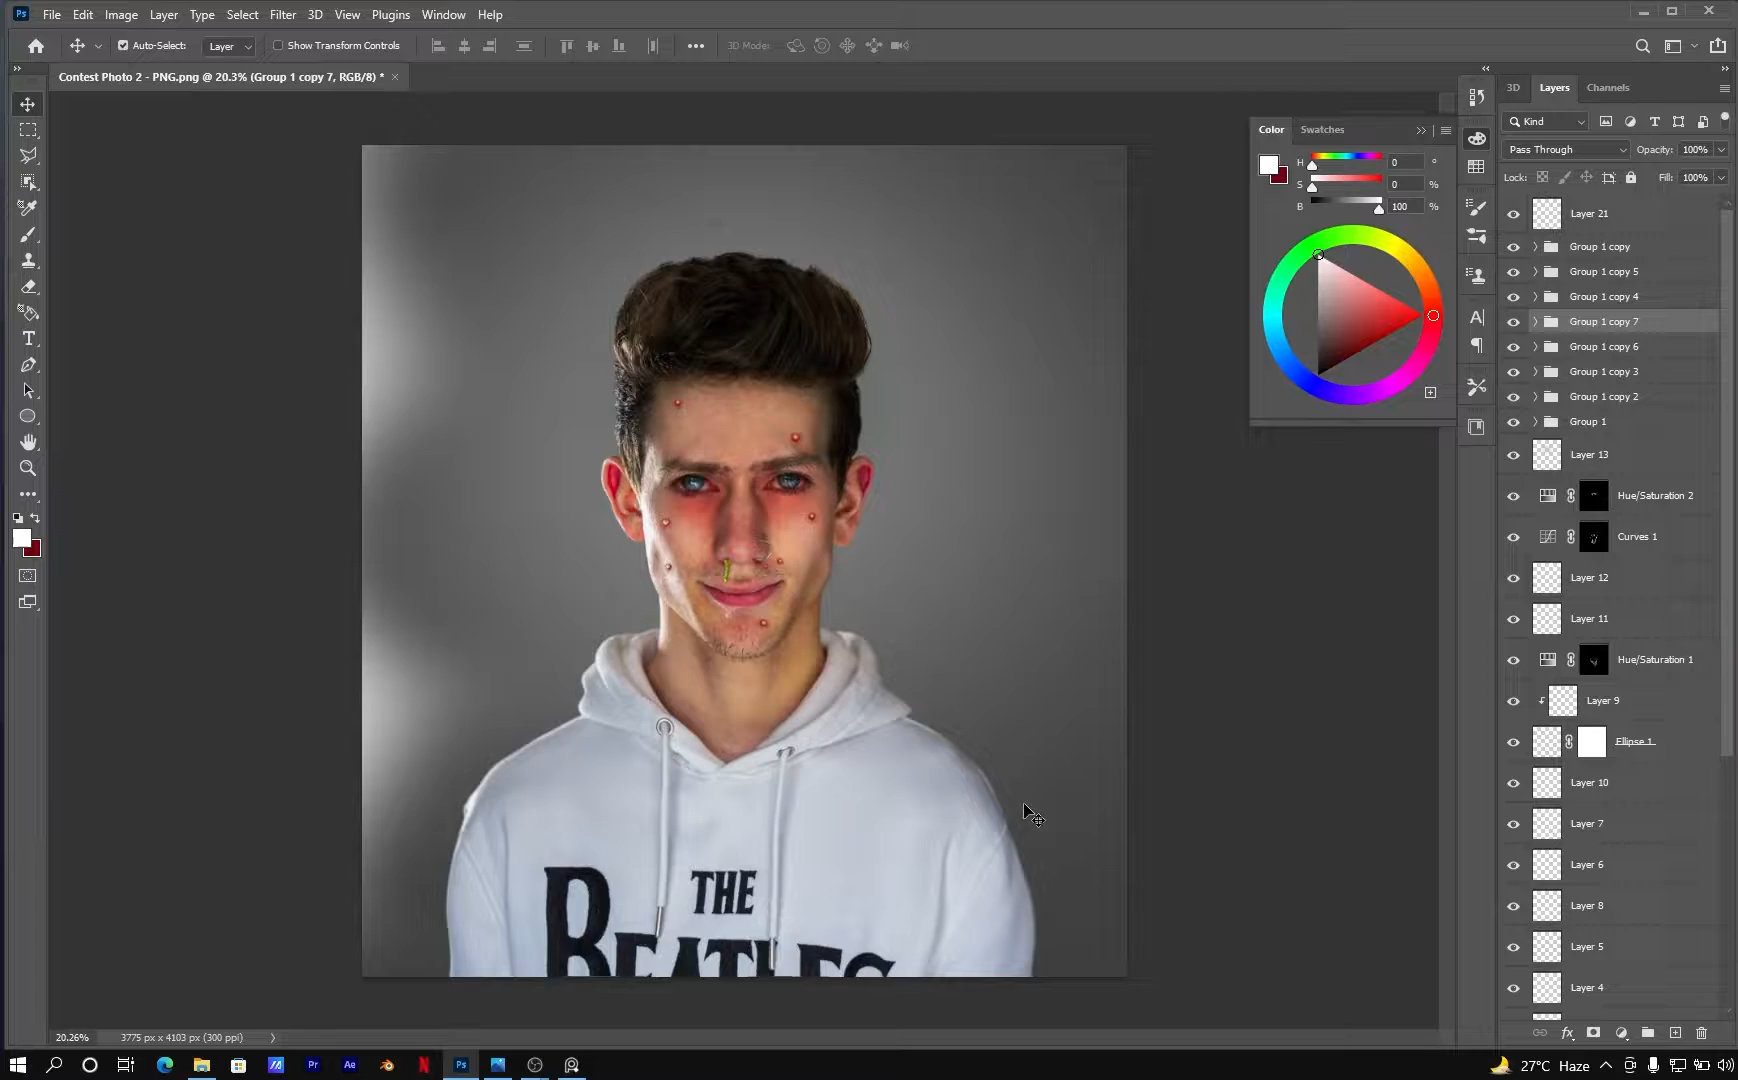 Ps File Edit Image Layer Type Select Filter 3D View Plugins Window Help
Auto-Select: Layer Show Transform Controls 3D Mode:
Contest Photo 2 - PNG.png @ 20.3% (Group 1 copy 7, RGB/8) *
3D Layers Channels
Kind
Pass Through Opacity: 100%
Lock: Fill: 100%
Color Swatches
H 0 °
S 0 %
B 100 %
Layer 21
Group 1 copy
Group 1 copy 5
Group 1 copy 4
Group 1 copy 7
Group 1 copy 6
Group 1 copy 3
Group 1 copy 2
Group 1
Layer 13
Hue/Saturation 2
Curves 1
Layer 12
Layer 11
Hue/Saturation 1
Layer 9
Ellipse 1
Layer 10
Layer 7
Layer 6
Layer 8
Layer 5
Layer 4
THE
BEATLES
20.26% 3775 px x 4103 px (300 ppi)
Pr Ae N Ps
27°C Haze